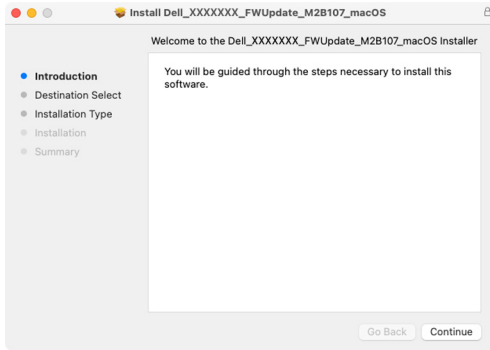 Install Dell_XXXXXXX_FWUpdate_M2B107_macOS
Welcome to the Dell_XXXXXXX_FWUpdate_M2B107_macOS Installer
Introduction
Destination Select
Installation Type
Installation
Summary
You will be guided through the steps necessary to install this
software.
Go Back
Continue